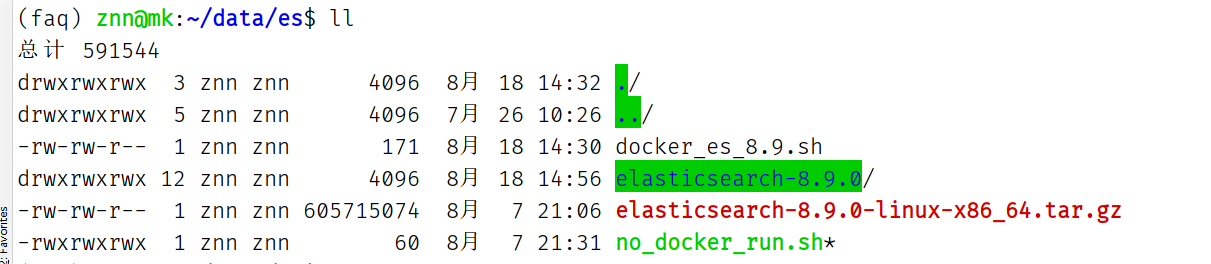 (faq) znn@mk:~/data/es$ ll
总计 591544
drwxrwxrwx  3 znn znn      4096  8月  18 14:32 ./
drwxrwxrwx  5 znn znn      4096  7月  26 10:26 ../
-rw-rw-r--  1 znn znn       171  8月  18 14:30 docker_es_8.9.sh
drwxrwxrwx 12 znn znn      4096  8月  18 14:56 elasticsearch-8.9.0/
-rw-rw-r--  1 znn znn 605715074  8月   7 21:06 elasticsearch-8.9.0-linux-x86_64.tar.gz
-rwxrwxrwx  1 znn znn        60  8月   7 21:31 no_docker_run.sh*
2: Favorites